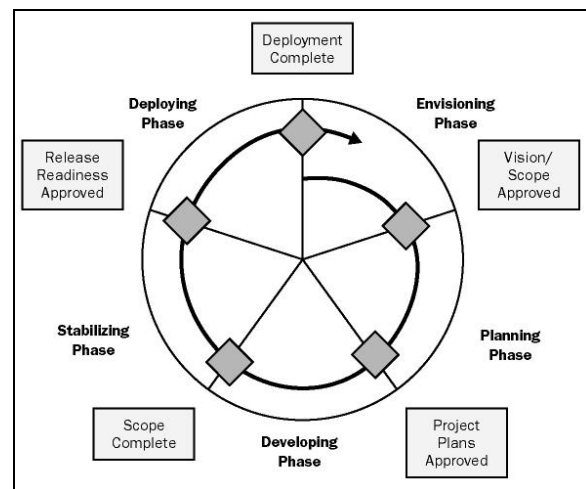 Deployment
Complete
Deploying
Phase
Envisioning
Phase
Release
Readiness
Approved
Vision/
Scope
Approved
Stabilizing
Phase
Planning
Phase
Scope
Complete
Developing
Phase
Project
Plans
Approved